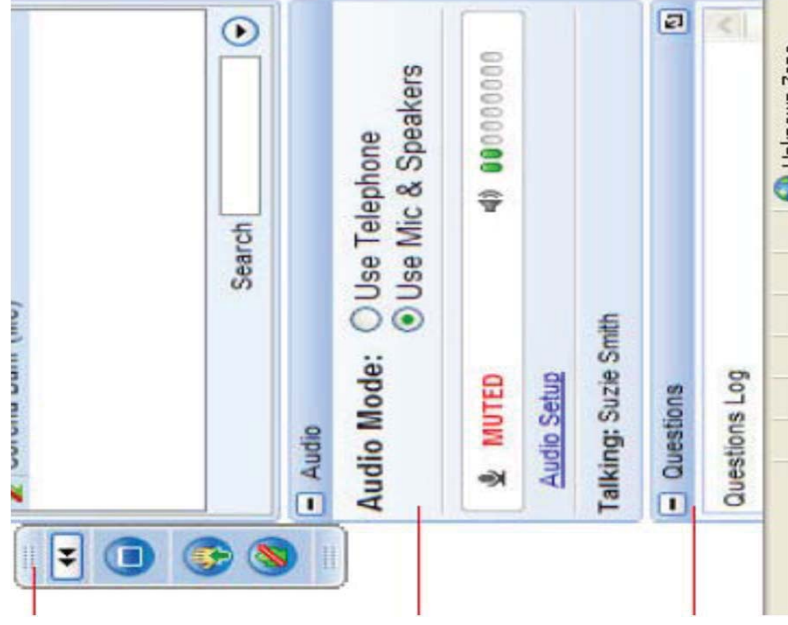 Search
Audio
Audio Mode: Use Telephone
Use Mic & Speakers
MUTED
Audio Setup
Talking: Suzie Smith
Questions
Questions Log